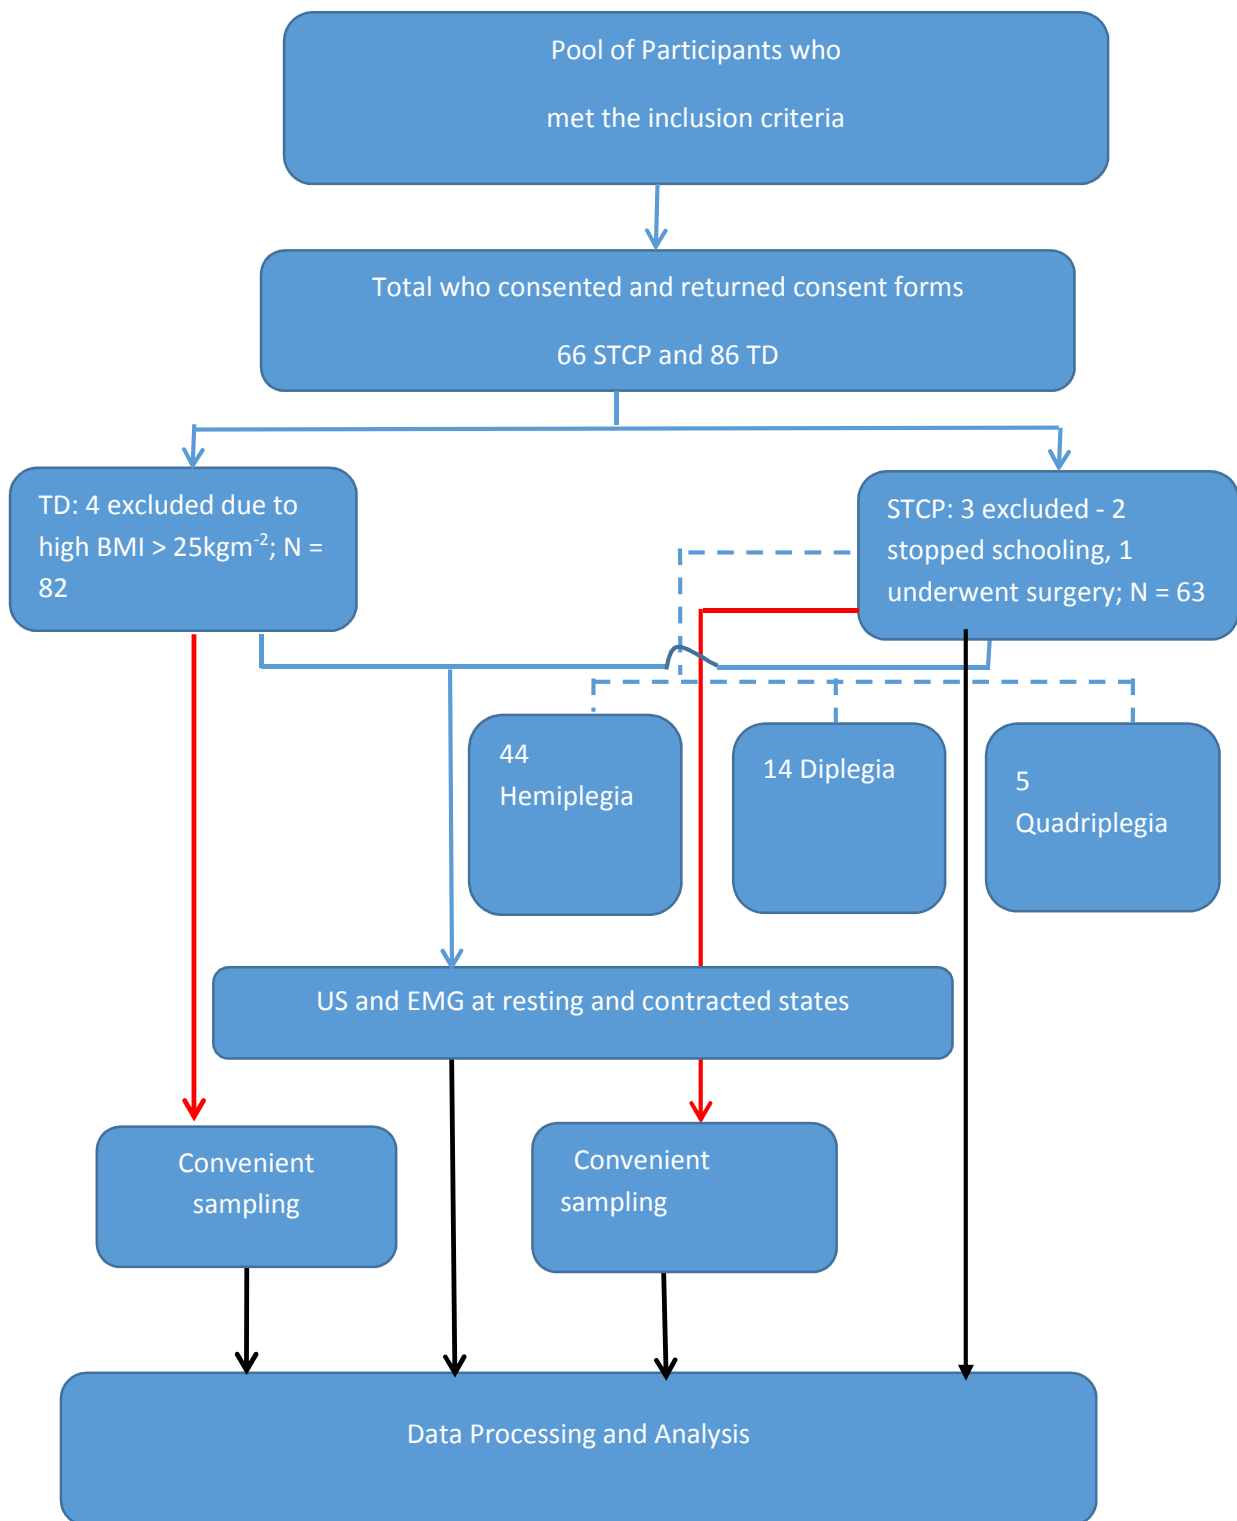 Pool of Participants who
met the inclusion criteria
Total who consented and returned consent forms
66 STCP and 86 TD
TD: 4 excluded due to
high BMI > 25kgm⁻²; N =
82
STCP: 3 excluded - 2
stopped schooling, 1
underwent surgery; N = 63
44
Hemiplegia
14 Diplegia
5
Quadriplegia
US and EMG at resting and contracted states
Convenient
sampling
Convenient
sampling
Data Processing and Analysis